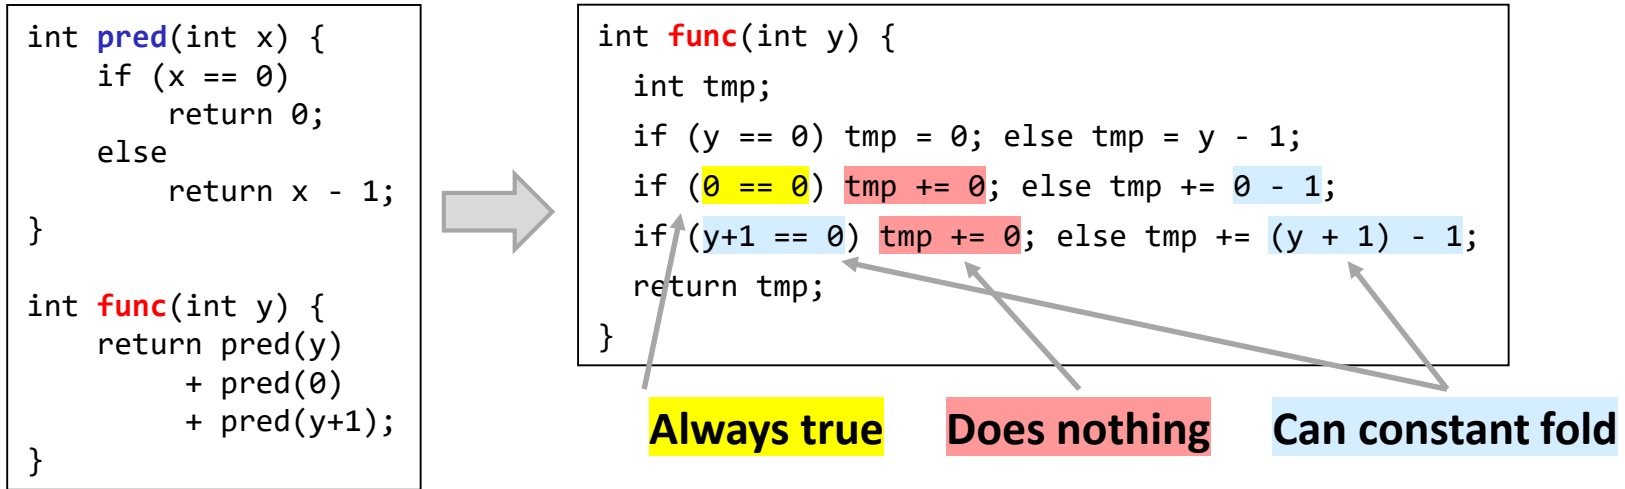 int pred(int x) {
    if (x == 0)
        return 0;
    else
        return x - 1;
}
int func(int y) {
    return pred(y)
         + pred(0)
         + pred(y+1);
}
int func(int y) {
  int tmp;
  if (y == 0) tmp = 0; else tmp = y - 1;
  if (0 == 0) tmp += 0; else tmp += 0 - 1;
  if (y+1 == 0) tmp += 0; else tmp += (y + 1) - 1;
  return tmp;
}
Always true
Does nothing
Can constant fold